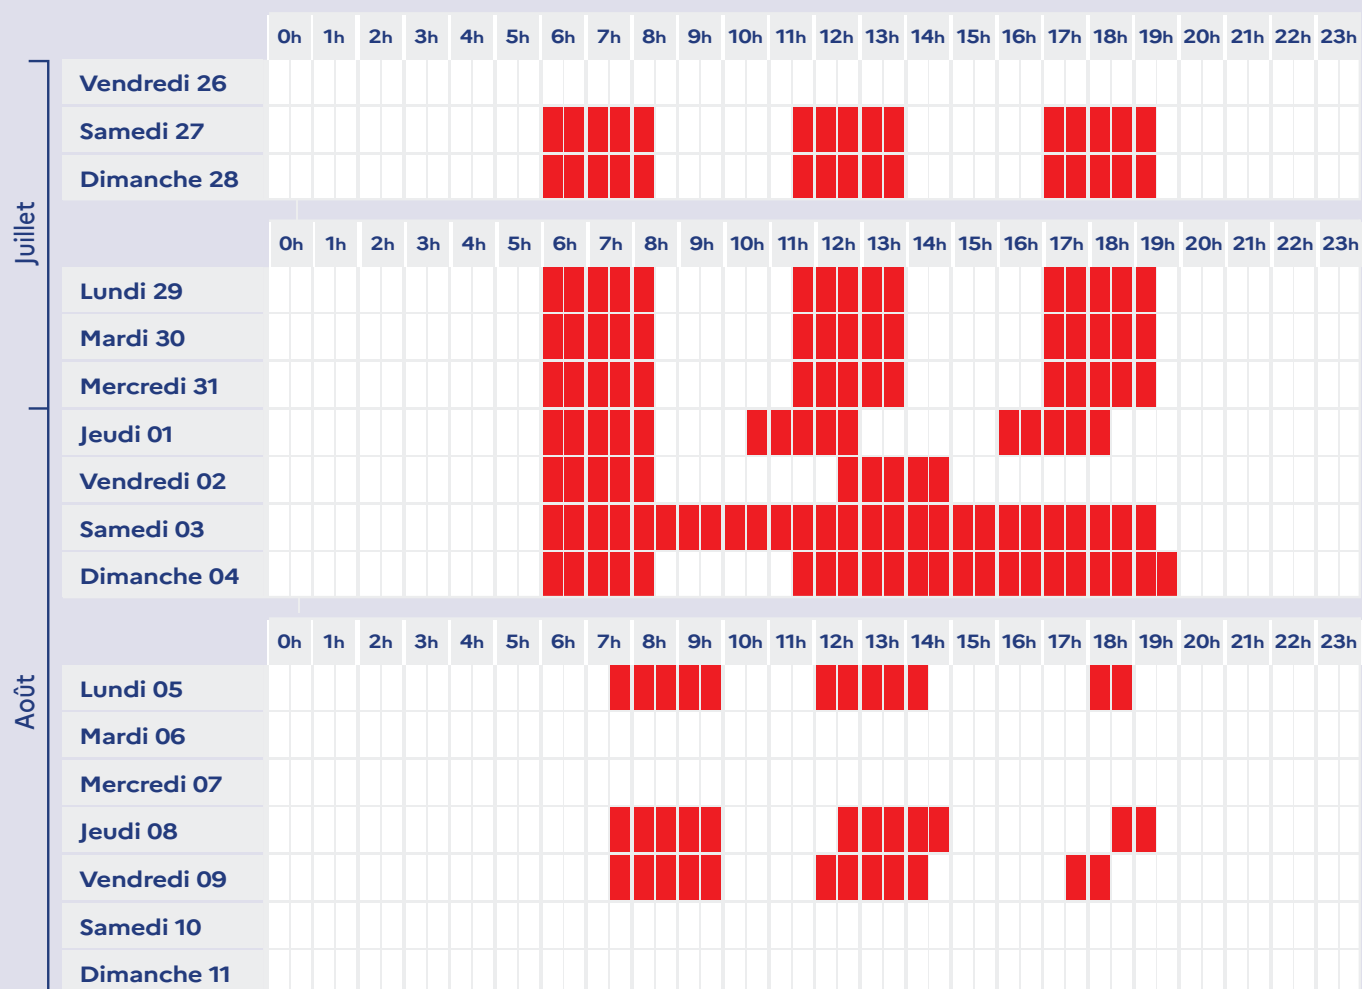 0h 1h 2h 3h 4h 5h 6h 7h 8h 9h 10h 11h 12h 13h 14h 15h 16h 17h 18h 19h 20h 21h 22h 23h
Juillet
Vendredi 26
Samedi 27
Dimanche 28
0h 1h 2h 3h 4h 5h 6h 7h 8h 9h 10h 11h 12h 13h 14h 15h 16h 17h 18h 19h 20h 21h 22h 23h
Lundi 29
Mardi 30
Mercredi 31
Août
Jeudi 01
Vendredi 02
Samedi 03
Dimanche 04
0h 1h 2h 3h 4h 5h 6h 7h 8h 9h 10h 11h 12h 13h 14h 15h 16h 17h 18h 19h 20h 21h 22h 23h
Lundi 05
Mardi 06
Mercredi 07
Jeudi 08
Vendredi 09
Samedi 10
Dimanche 11